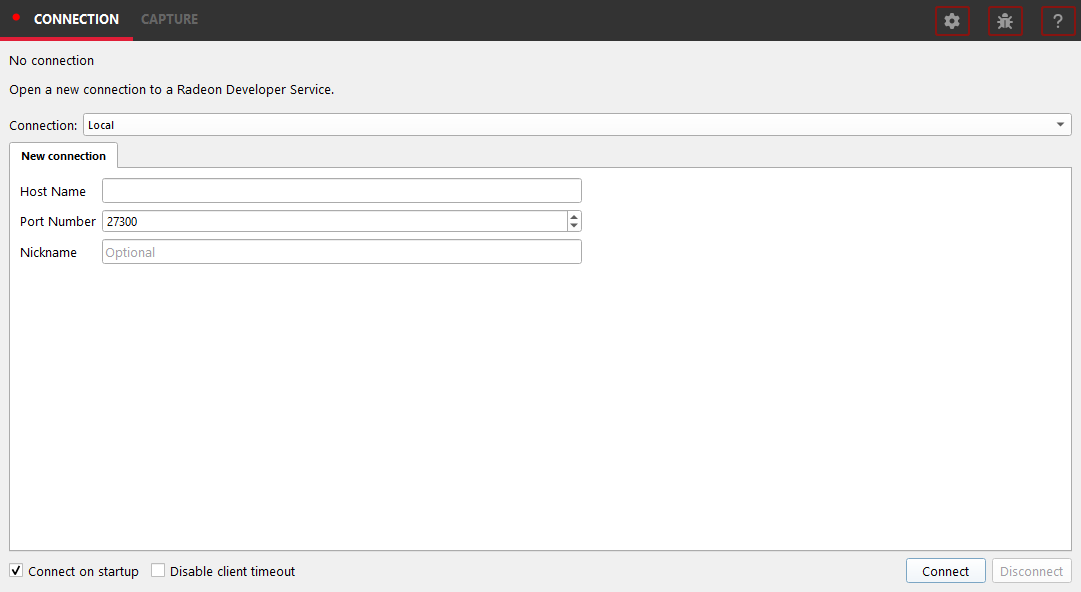 CONNECTION CAPTURE ?
No connection
Open a new connection to a Radeon Developer Service.
Connection: Local
New connection
Host Name
Port Number 27300
Nickname Optional
Connect on startup Disable client timeout Connect Disconnect